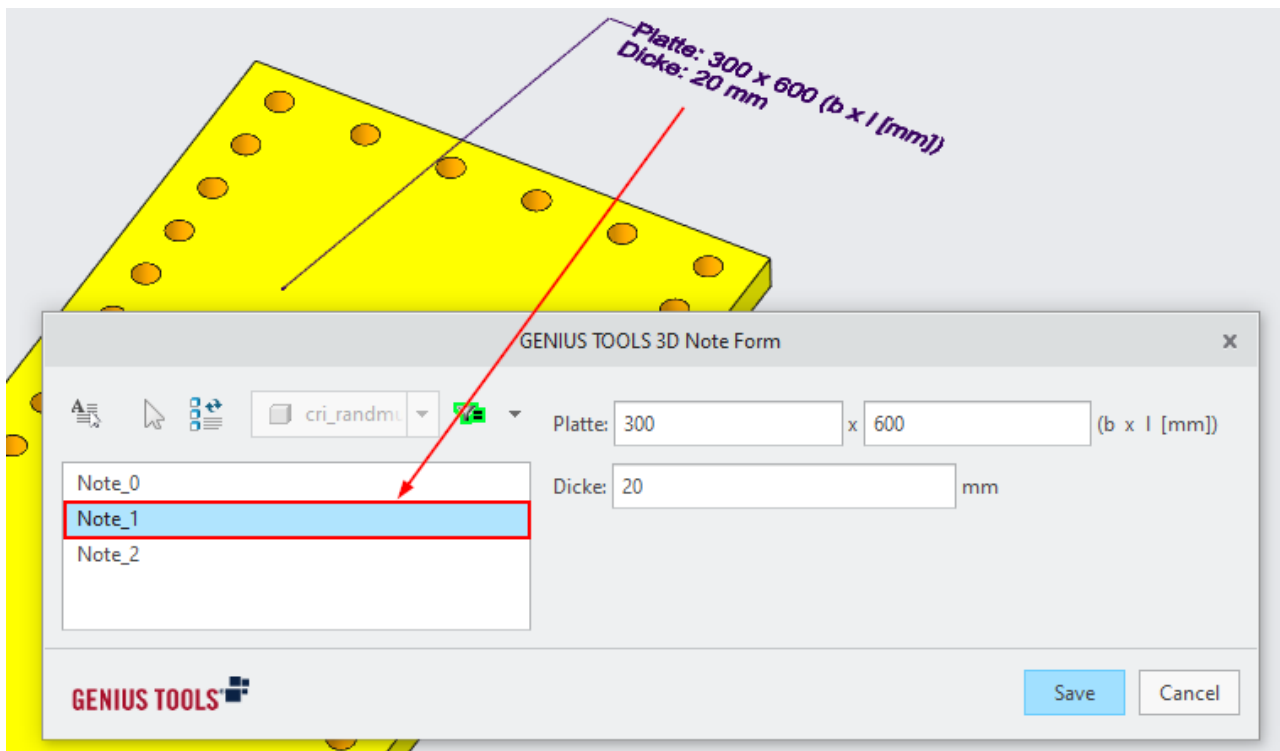 Platte: 300 x 600 (b x l [mm])
Dicke: 20 mm
GENIUS TOOLS 3D Note Form
Platte: 300 x 600 (b x l [mm])
Note_0
Dicke: 20 mm
Note_1
Note_2
GENIUS TOOLS
Save Cancel